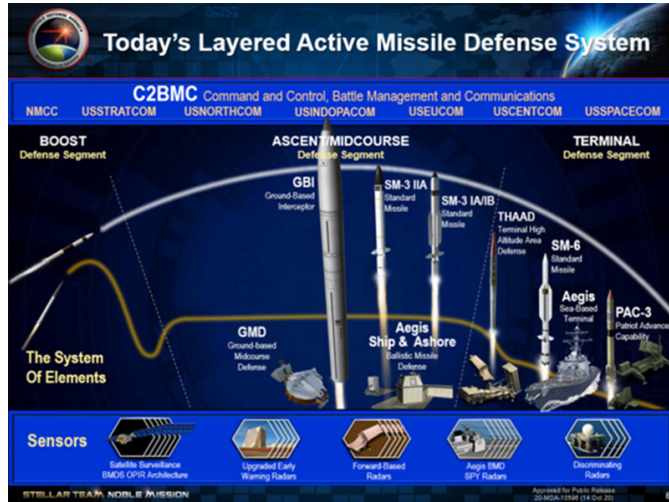 Today's Layered Active Missile Defense System
C2BMC Command and Control, Battle Management and Communications
NMCC USSTRATCOM USNORTHCOM USINDOPACOM USEUCOM USCENTCOM USSPACECOM
BOOST
Defense Segment
ASCENT/MIDCOURSE
Defense Segment
TERMINAL
Defense Segment
GBI
Ground-Based
Interceptor
SM-3 IIA
Standard
Missile
SM-3 IA/IB
Standard
Missile
THAAD
Terminal High
Altitude Area
Defense
SM-6
Standard
Missile
Aegis
Sea-Based
Terminal
PAC-3
Patriot Advance
Capability
GMD
Ground-based
Midcourse
Defense
Aegis
Ship & Ashore
Ballistic Missile
Defense
The System
Of Elements
Sensors
Satellite Surveillance
BMDS OPIR Architecture
Upgraded Early
Warning Radars
Forward-Based
Radars
Aegis BMD
SPY Radars
Discriminating
Radars
STELLAR TEAM NOBLE MISSION
Approved for Public Release
20-MDA-10596 (14 Oct 20)